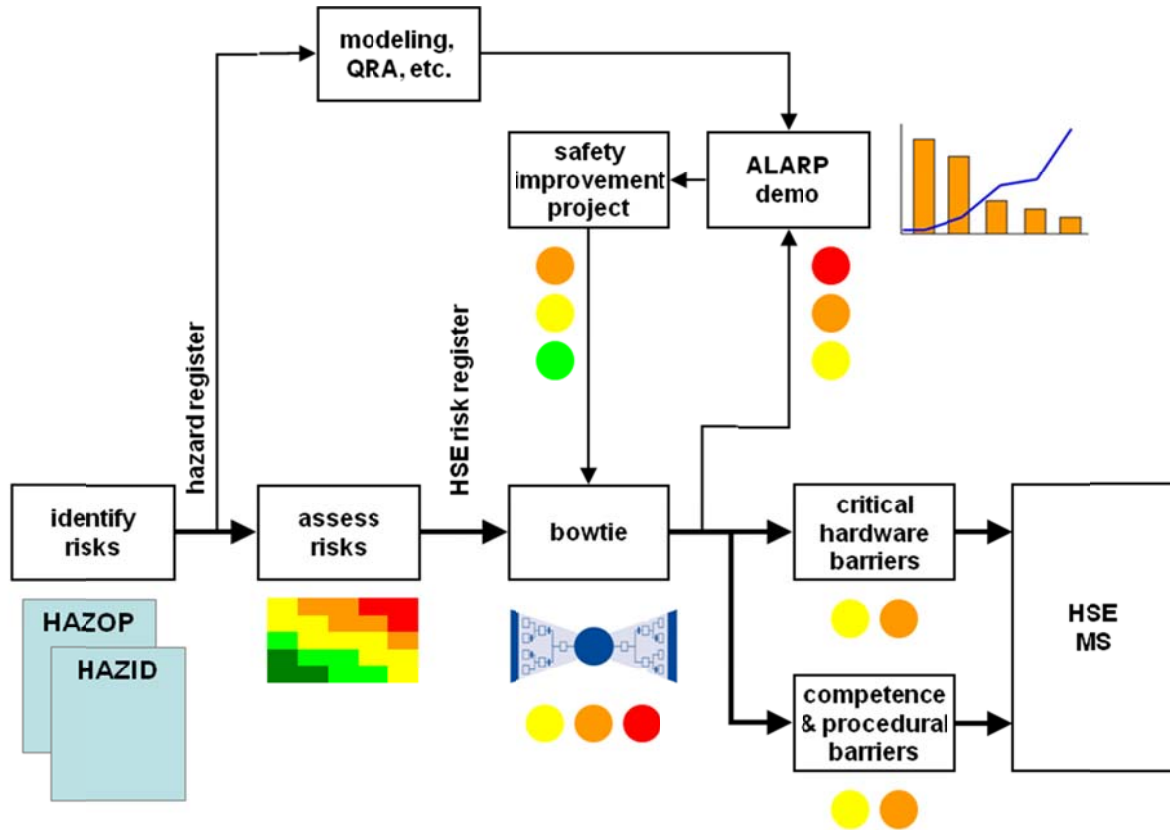 modeling,
QRA, etc.
safety
improvement
project
ALARP
demo
hazard register
HSE risk register
identify
risks
assess
risks
bowtie
critical
hardware
barriers
HSE
MS
HAZOP
HAZID
competence
& procedural
barriers